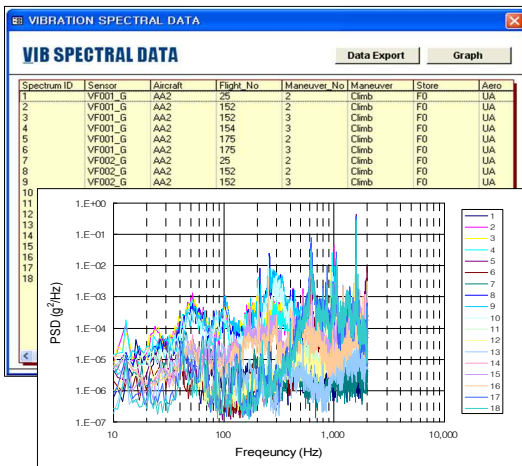 VIBRATION SPECTRAL DATA
VIB SPECTRAL DATA
Data Export Graph
Spectrum ID Sensor Aircraft Flight_No Maneuver_No Maneuver Store Aero
1 VF001_G AA2 25 2 Climb F0 UA
2 VF001_G AA2 152 2 Climb F0 UA
3 VF001_G AA2 152 3 Climb F0 UA
4 VF001_G AA2 154 3 Climb F0 UA
5 VF001_G AA2 175 2 Climb F0 UA
6 VF001_G AA2 175 3 Climb F0 UA
7 VF002_G AA2 25 2 Climb F0 UA
8 VF002_G AA2 152 2 Climb F0 UA
9 VF002_G AA2 152 3 Climb F0 UA
10
11
12
13
14
15
16
17
18
1.E+00
1.E-01
1.E-02
1.E-03
1.E-04
1.E-05
1.E-06
1.E-07
PSD (g²/Hz)
10 100 1,000 10,000
Freqeuncy (Hz)
1
2
3
4
5
6
7
8
9
10
11
12
13
14
15
16
17
18